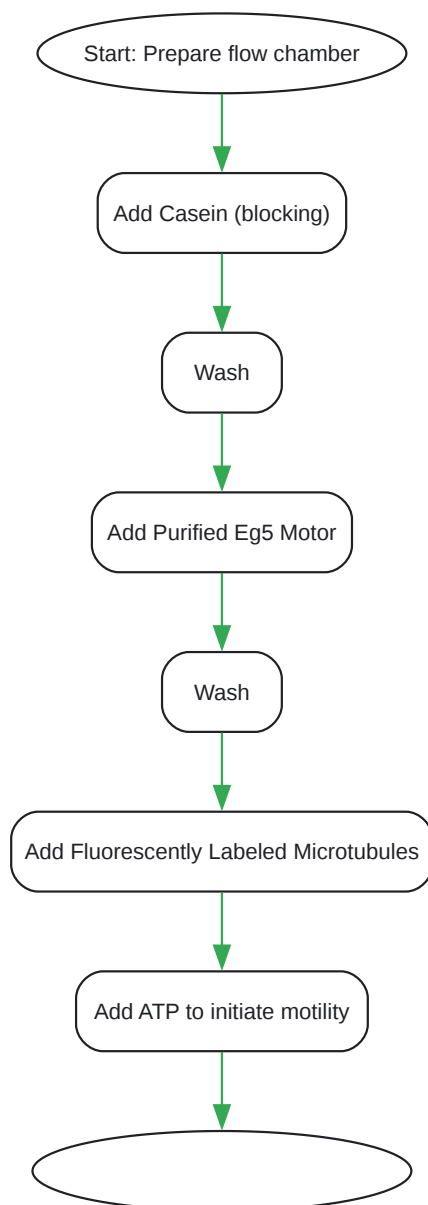 Start: Prepare flow chamber
Add Casein (blocking)
Wash
Add Purified Eg5 Motor
Wash
Add Fluorescently Labeled Microtubules
Add ATP to initiate motility